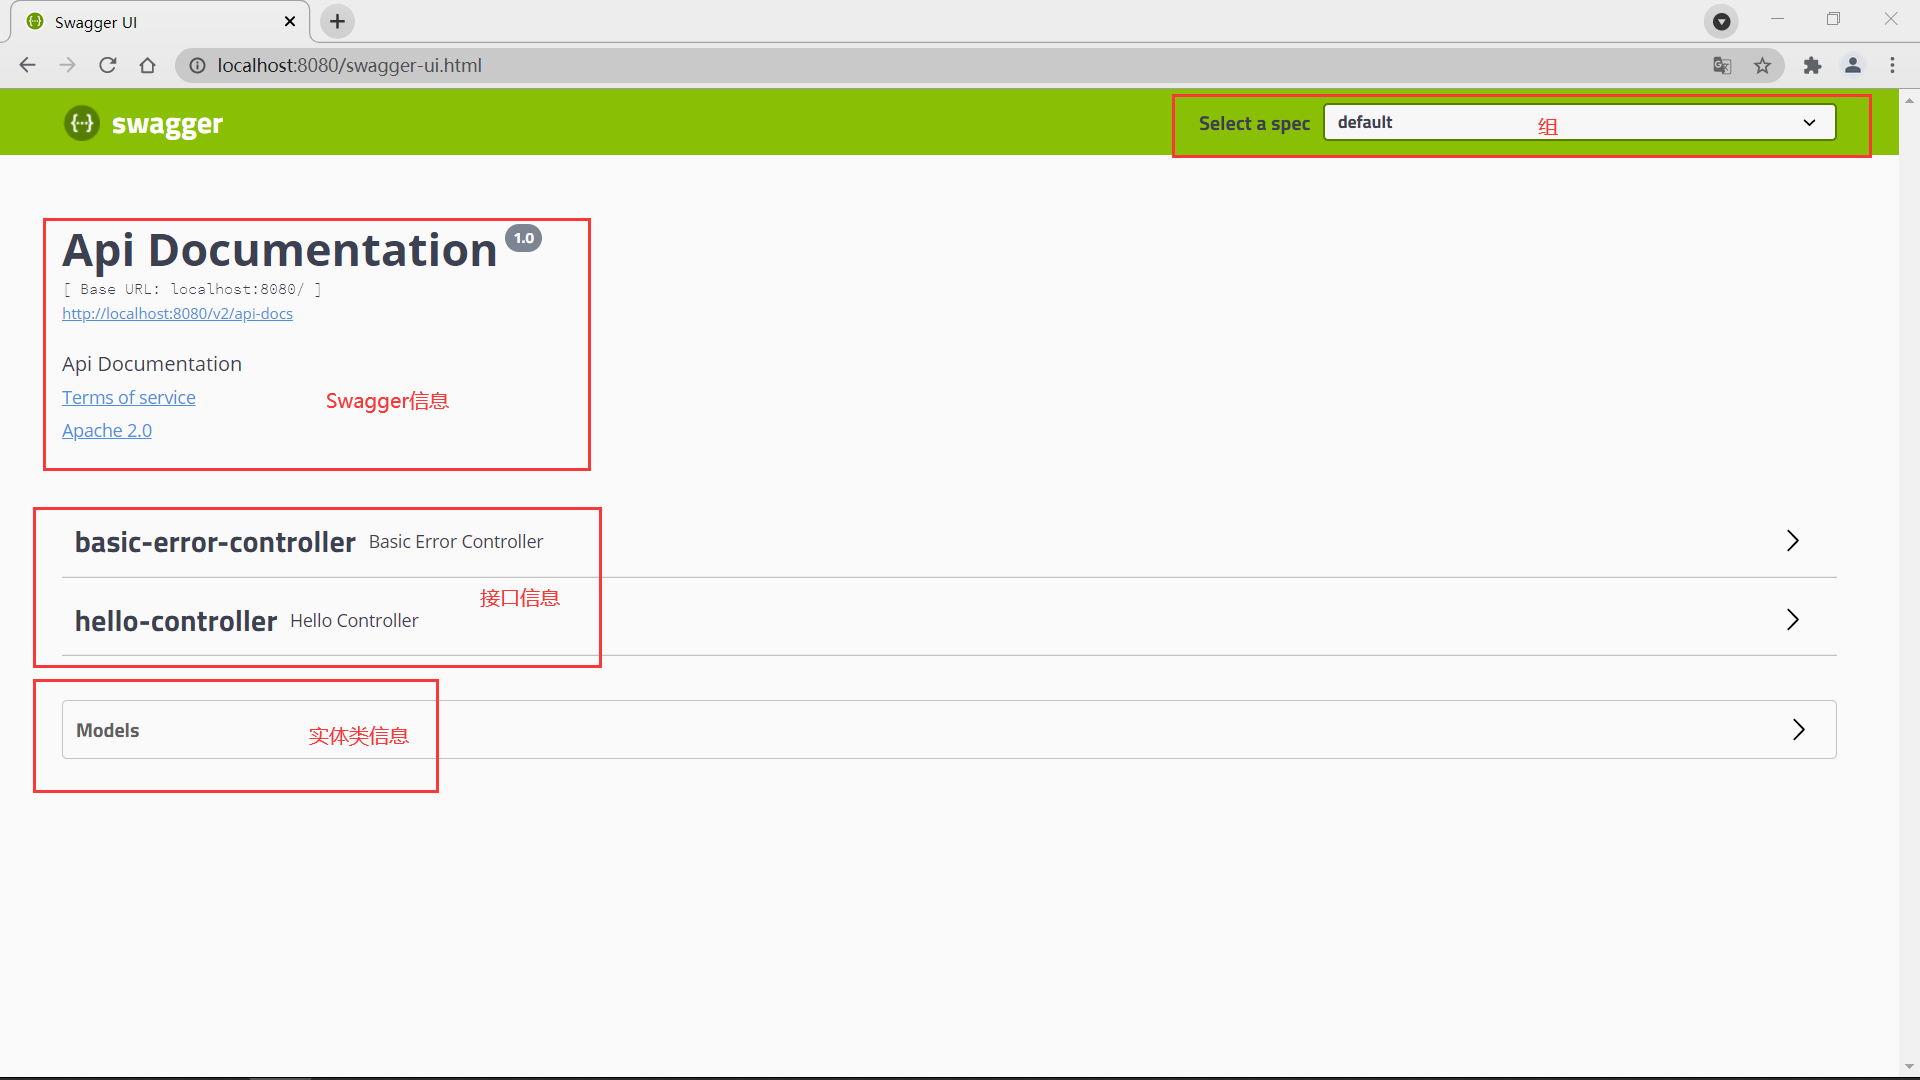 Swagger UI
localhost:8080/swagger-ui.html
swagger
Select a spec
default
组
Api Documentation 1.0
[ Base URL: localhost:8080/ ]
http://localhost:8080/v2/api-docs
Api Documentation
Terms of service
Swagger信息
Apache 2.0
basic-error-controller Basic Error Controller
接口信息
hello-controller Hello Controller
Models
实体类信息